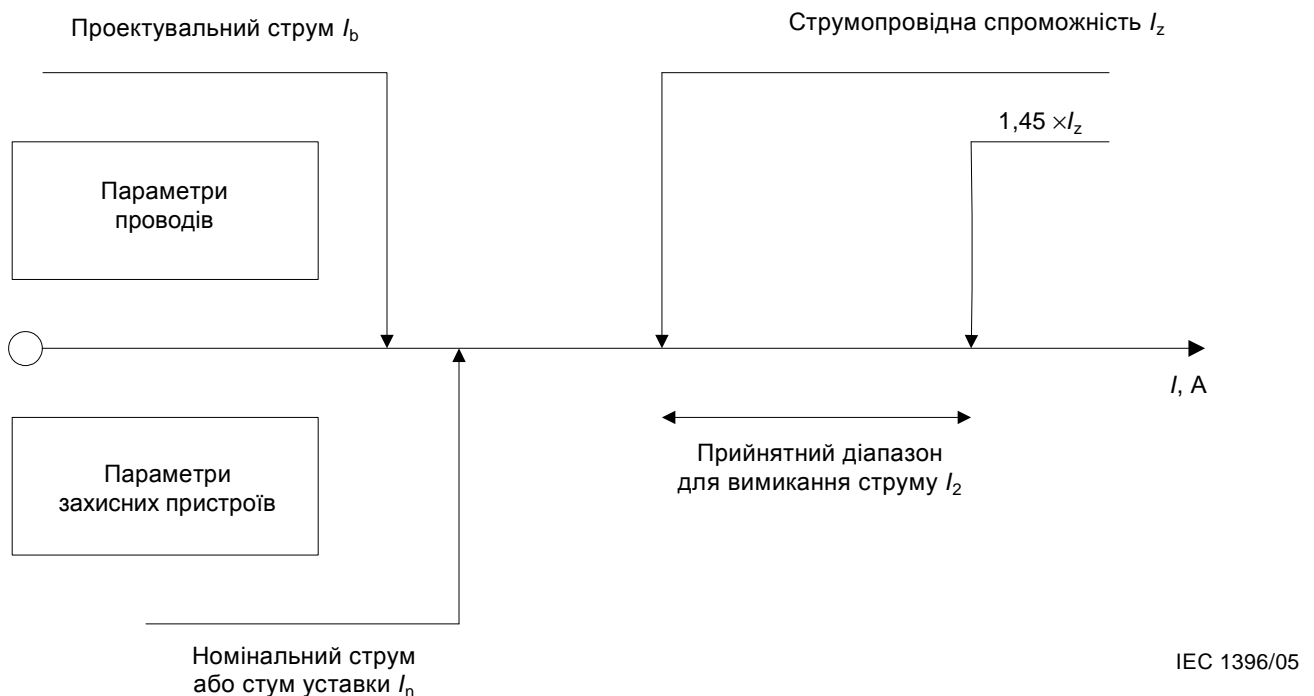 Проектувальний струм Ib
Струмопровідна спроможність Iz
1,45 ×Iz
Параметри
проводів
I, А
Параметри
захисних пристроїв
Прийнятний діапазон
для вимикання струму I2
Номінальний струм
або стум уставки In
IEC 1396/05